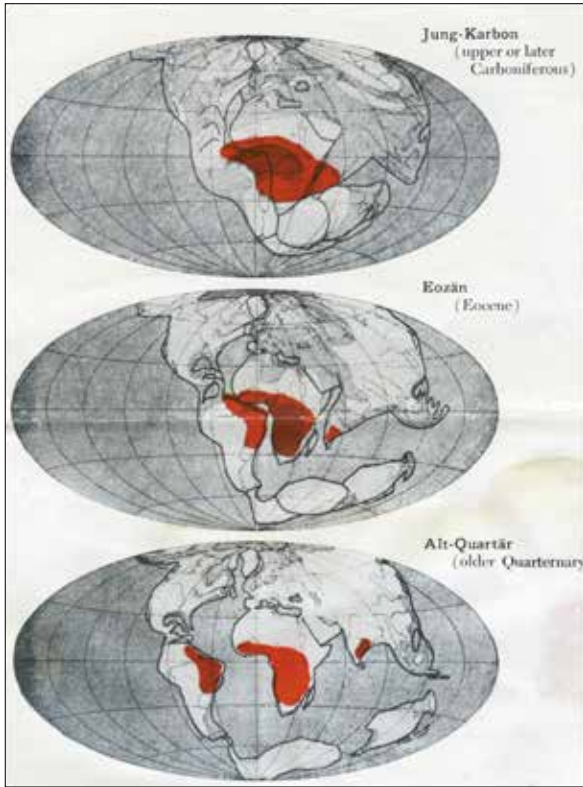 Jung-Karbon
(upper or later
Carboniferous)
Eozän
(Eocene)
Alt-Quartär
(older Quarternary